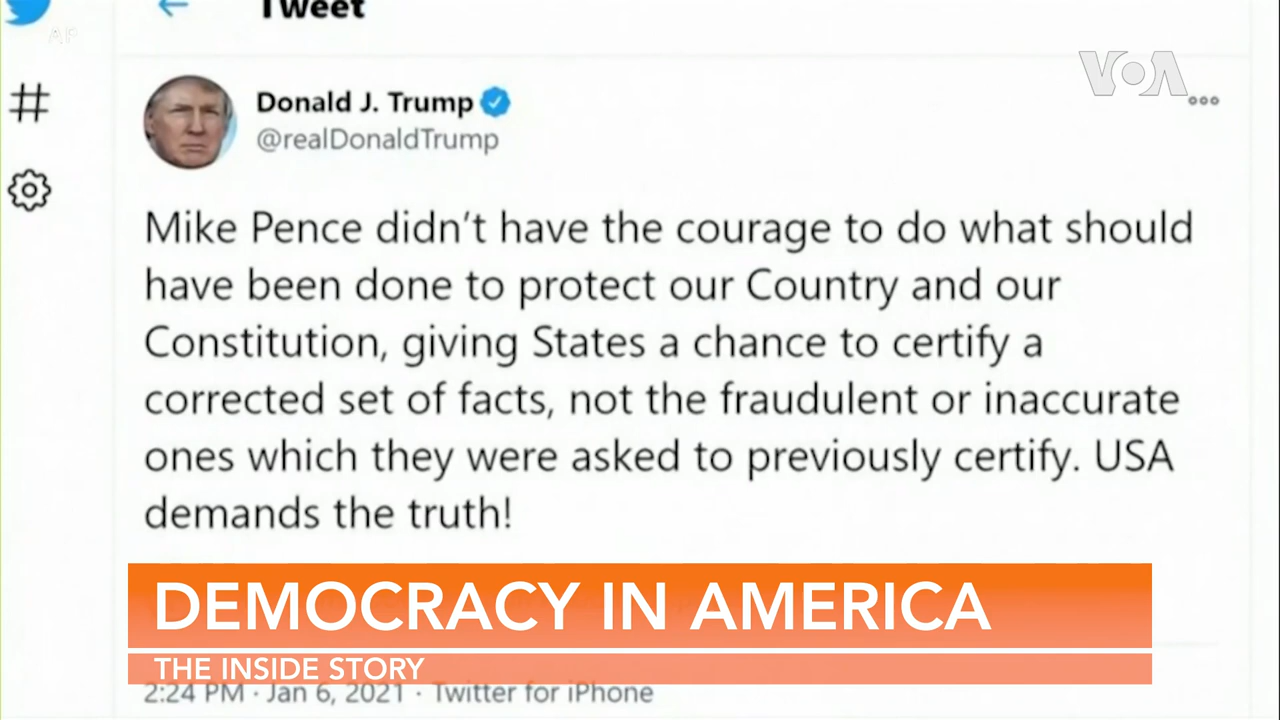 Tweet
AP
VOA
#
Donald J. Trump
@realDonaldTrump
Mike Pence didn't have the courage to do what should
have been done to protect our Country and our
Constitution, giving States a chance to certify a
corrected set of facts, not the fraudulent or inaccurate
ones which they were asked to previously certify. USA
demands the truth!
DEMOCRACY IN AMERICA
THE INSIDE STORY
2:24 PM · Jan 6, 2021 · Twitter for iPhone